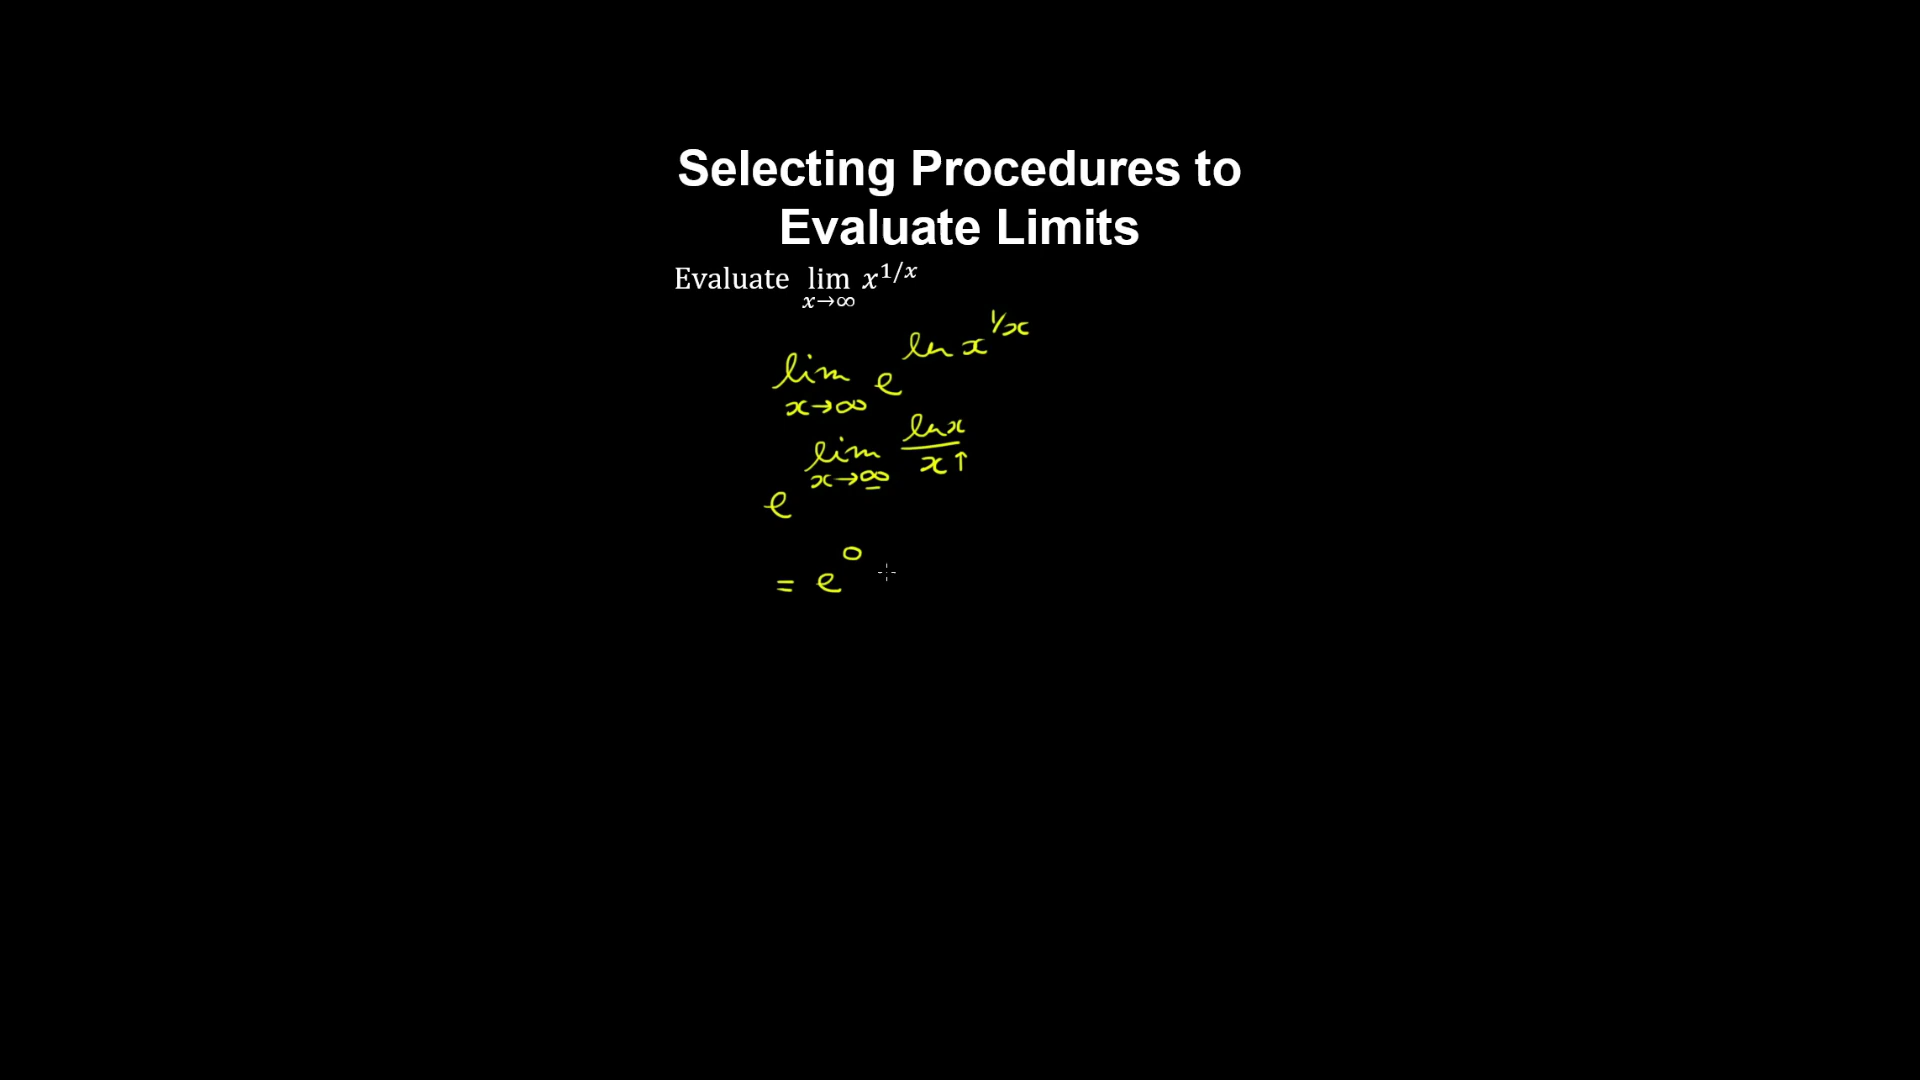 Selecting Procedures to
Evaluate Limits
Evaluate lim x→∞ x^{1/x}
lim x→∞ e^{ln x^{1/x}}
e^{lim x→∞ ln x / x ↑}
= e^0